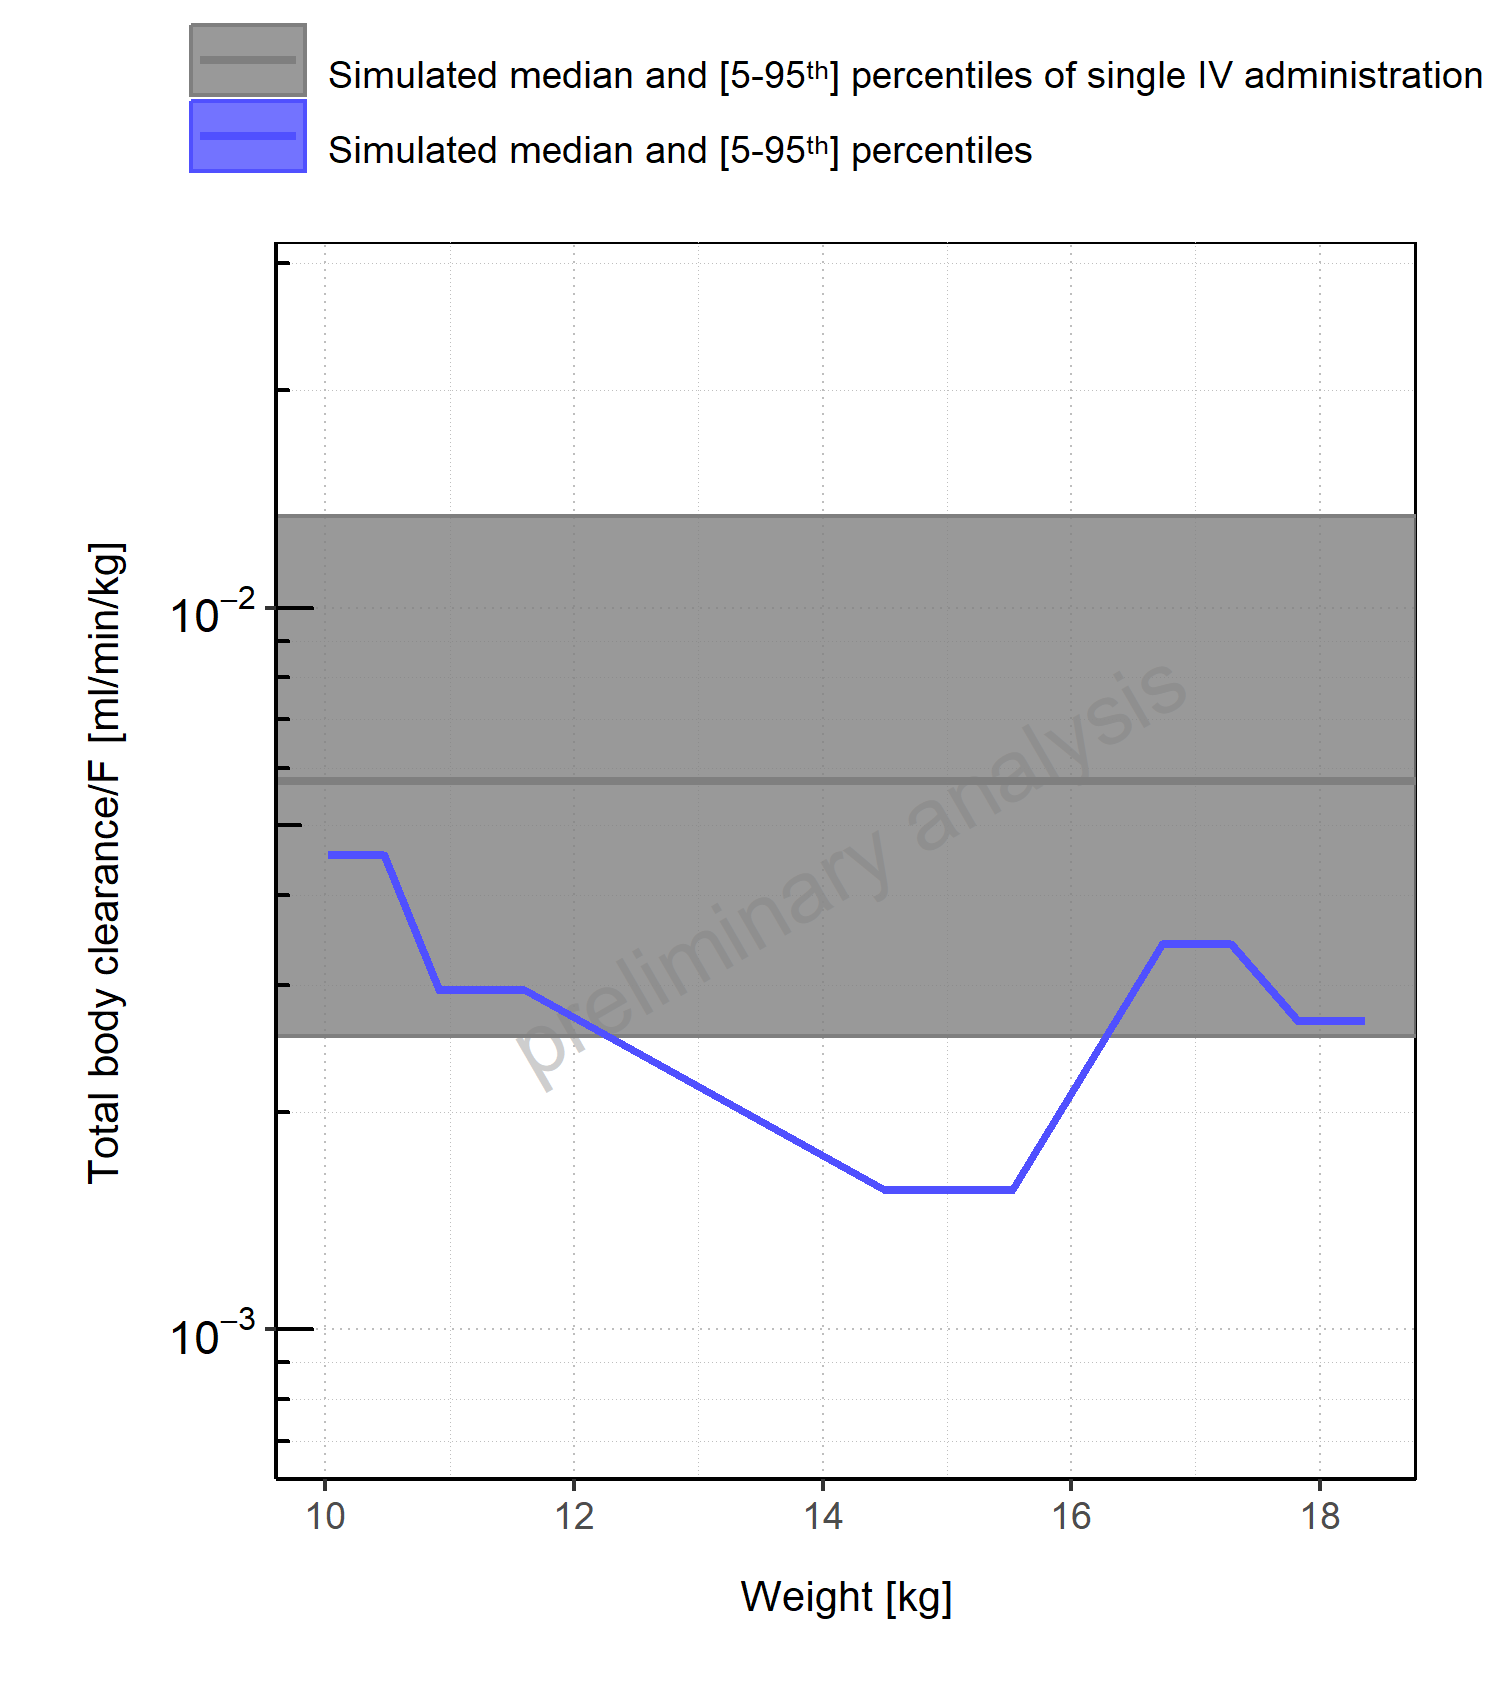 Simulated median and [5-95ᵗʰ] percentiles of single IV administration
Simulated median and [5-95ᵗʰ] percentiles
Total body clearance/F [ml/min/kg]
10⁻²
10⁻³
preliminary analysis
10 12 14 16 18
Weight [kg]